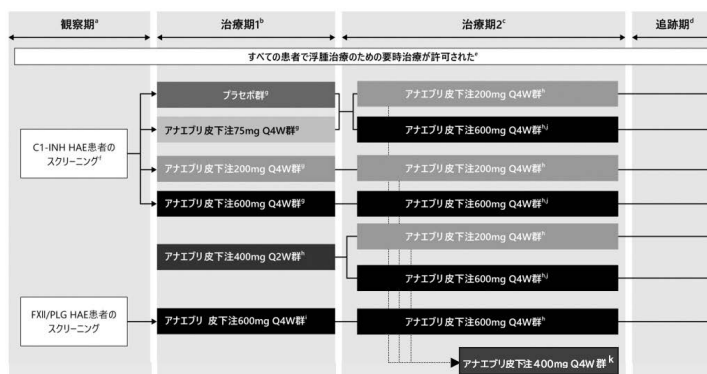 観察期a
治療期1b
治療期2c
追跡期d
すべての患者で浮腫治療のための要時治療が許可されたe
プラセボ群g
アナエブリ皮下注200mg Q4W群h
アナエブリ皮下注75mg Q4W群g
アナエブリ皮下注600mg Q4W群h,j
C1-INH HAE患者の
スクリーニングf
アナエブリ皮下注200mg Q4W群g
アナエブリ皮下注200mg Q4W群h
アナエブリ皮下注600mg Q4W群g
アナエブリ皮下注600mg Q4W群h,j
アナエブリ皮下注200mg Q4W群h
アナエブリ皮下注400mg Q2W群h
アナエブリ皮下注600mg Q4W群h,j
FXII/PLG HAE患者の
スクリーニング
アナエブリ 皮下注600mg Q4W群i
アナエブリ皮下注600mg Q4W群h
アナエブリ皮下注400mg Q4W群k